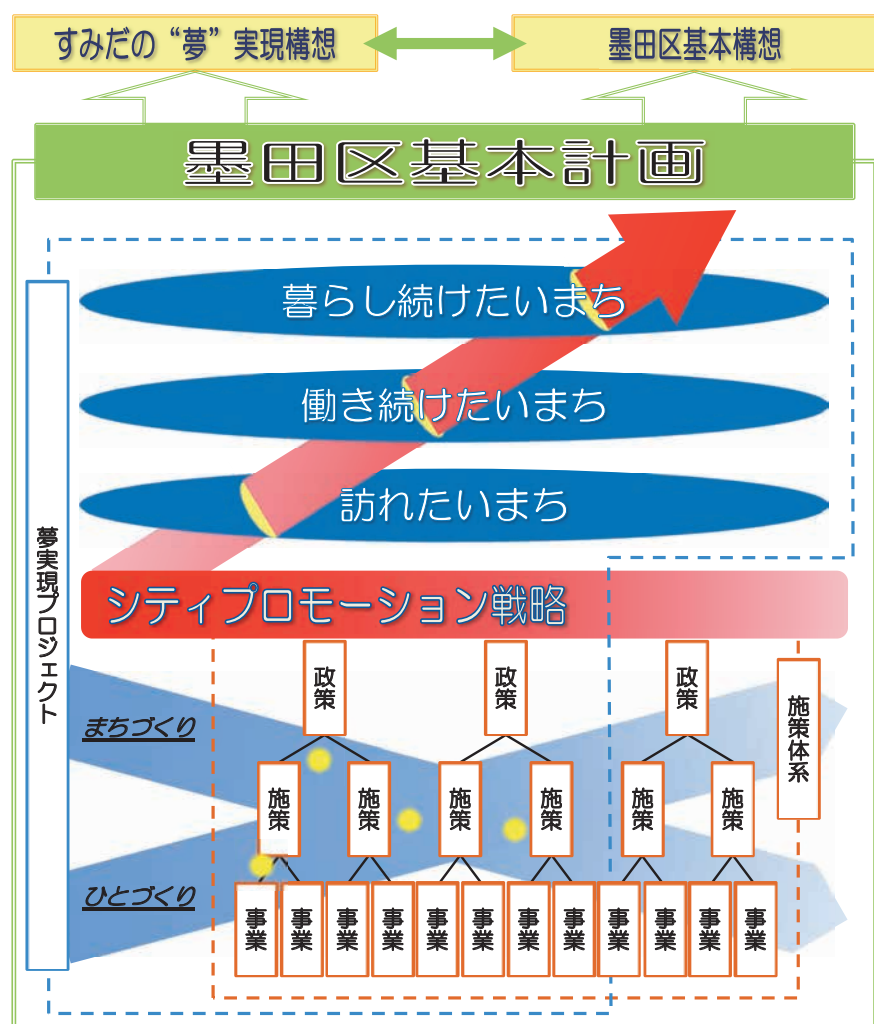 すみだの“夢”実現構想
墨田区基本構想
墨田区基本計画
暮らし続けたいまち
働き続けたいまち
訪れたいまち
夢実現プロジェクト
シティプロモーション戦略
政策
政策
政策
施策体系
まちづくり
施策
施策
施策
施策
施策
施策
ひとづくり
事業
事業
事業
事業
事業
事業
事業
事業
事業
事業
事業
事業